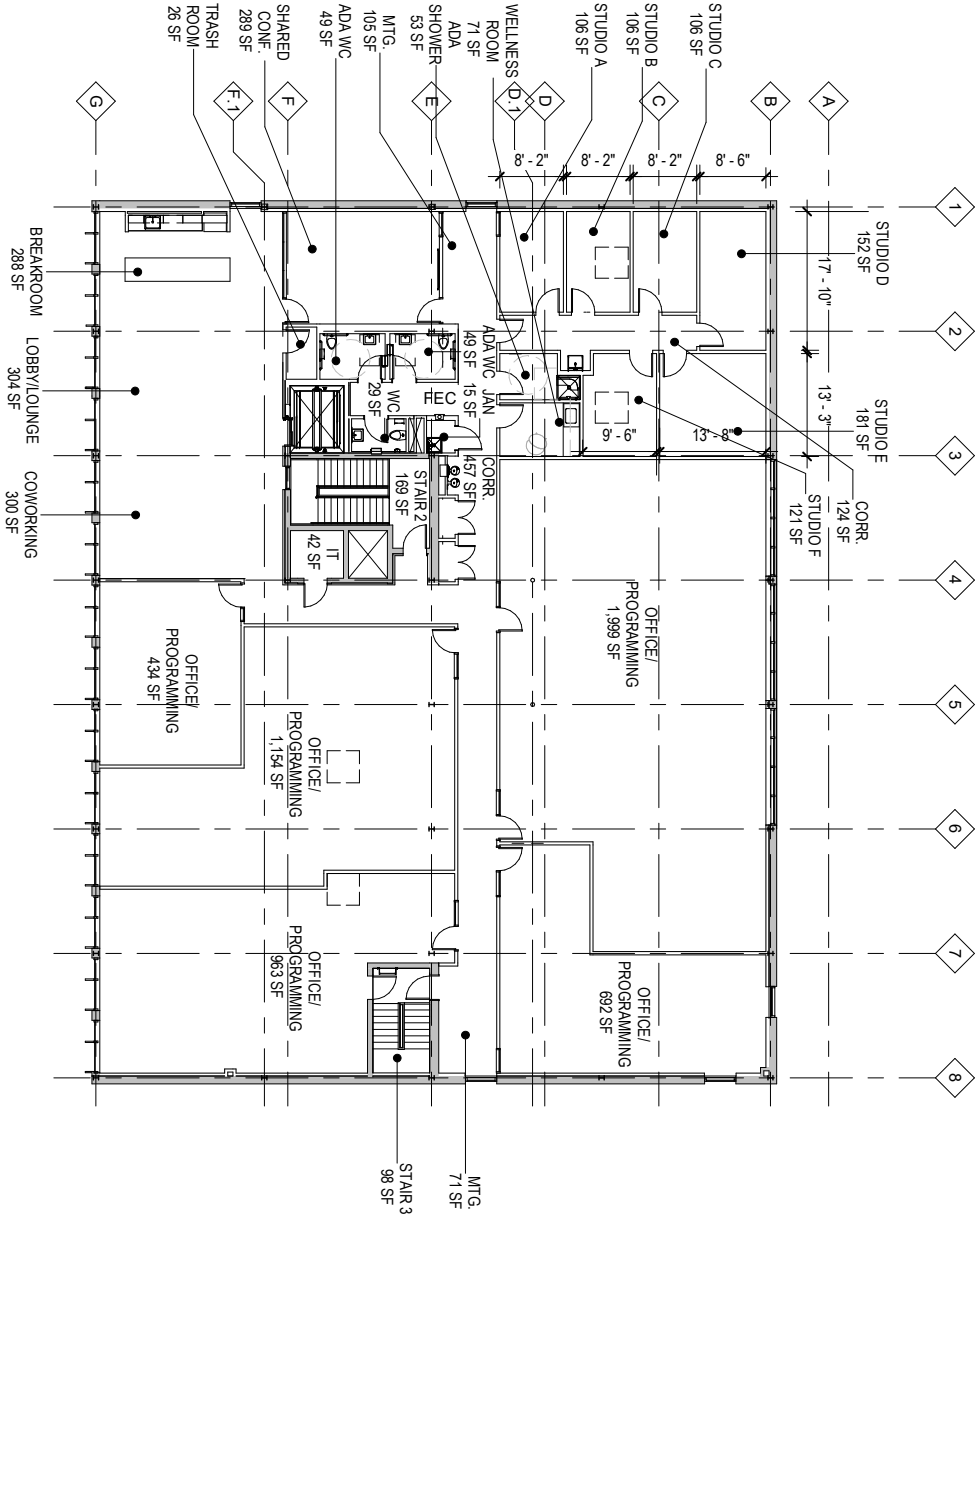 TRASH
ROOM
26 SF
SHARED
CONF.
289 SF
ADA WC
49 SF
MTG.
105 SF
ADA
SHOWER
53 SF
WELLNESS
ROOM
71 SF
STUDIO A
106 SF
STUDIO B
106 SF
STUDIO C
106 SF
G
F.1
F
E
D.1
D
C
B
A
8' - 2"
8' - 2"
8' - 2"
8' - 6"
1
2
3
4
5
6
7
8
STUDIO D
152 SF
17' - 10"
13' - 3"
STUDIO E
181 SF
CORR.
124 SF
STUDIO F
121 SF
9' - 6"
13' - 8"
BREAKROOM
288 SF
LOBBY/LOUNGE
304 SF
COWORKING
300 SF
ADA WC
49 SF
JAN
15 SF
WC
29 SF
FEC
CORR.
457 SF
STAIR 2
169 SF
IT
42 SF
OFFICE/
PROGRAMMING
1,999 SF
OFFICE/
PROGRAMMING
434 SF
OFFICE/
PROGRAMMING
1,154 SF
OFFICE/
PROGRAMMING
963 SF
OFFICE/
PROGRAMMING
692 SF
STAIR 3
98 SF
MTG.
71 SF